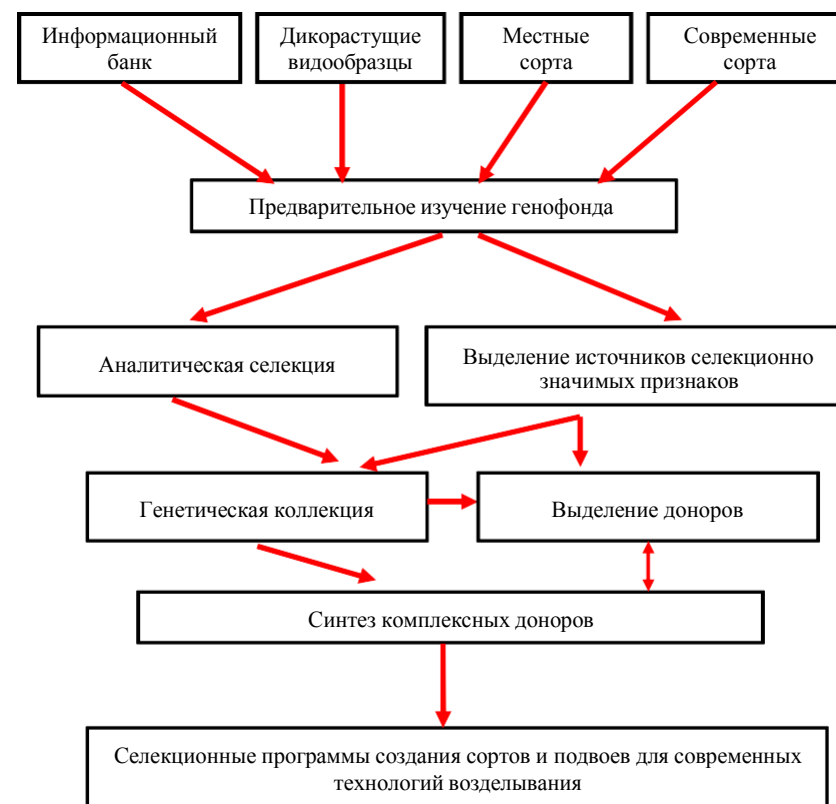 Информационный
банк
Дикорастущие
видообразцы
Местные
сорта
Современные
сорта
Предварительное изучение генофонда
Аналитическая селекция
Выделение источников селекционно
значимых признаков
Генетическая коллекция
Выделение доноров
Синтез комплексных доноров
Селекционные программы создания сортов и подвоев для современных
технологий возделывания